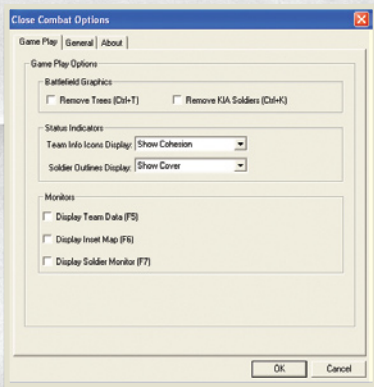 Close Combat Options
Game Play General About
Game Play Options
Battlefield Graphics
Remove Trees (Ctrl+T) Remove KIA Soldiers (Ctrl+K)
Status Indicators
Team Info Icons Display: Show Cohesion
Soldier Outlines Display: Show Cover
Monitors
Display Team Data (F5)
Display Inset Map (F6)
Display Soldier Monitor (F7)
OK Cancel